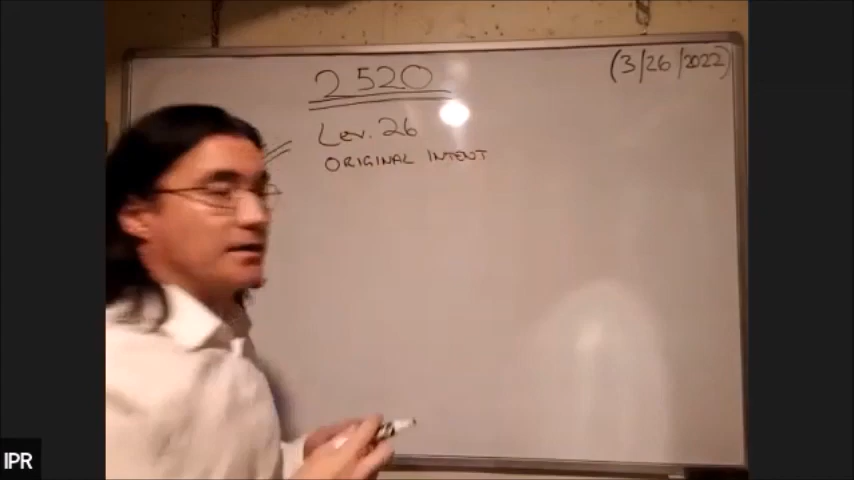 2520
(3/26/2022)
Lev. 26
ORIGINAL INTENT
IPR